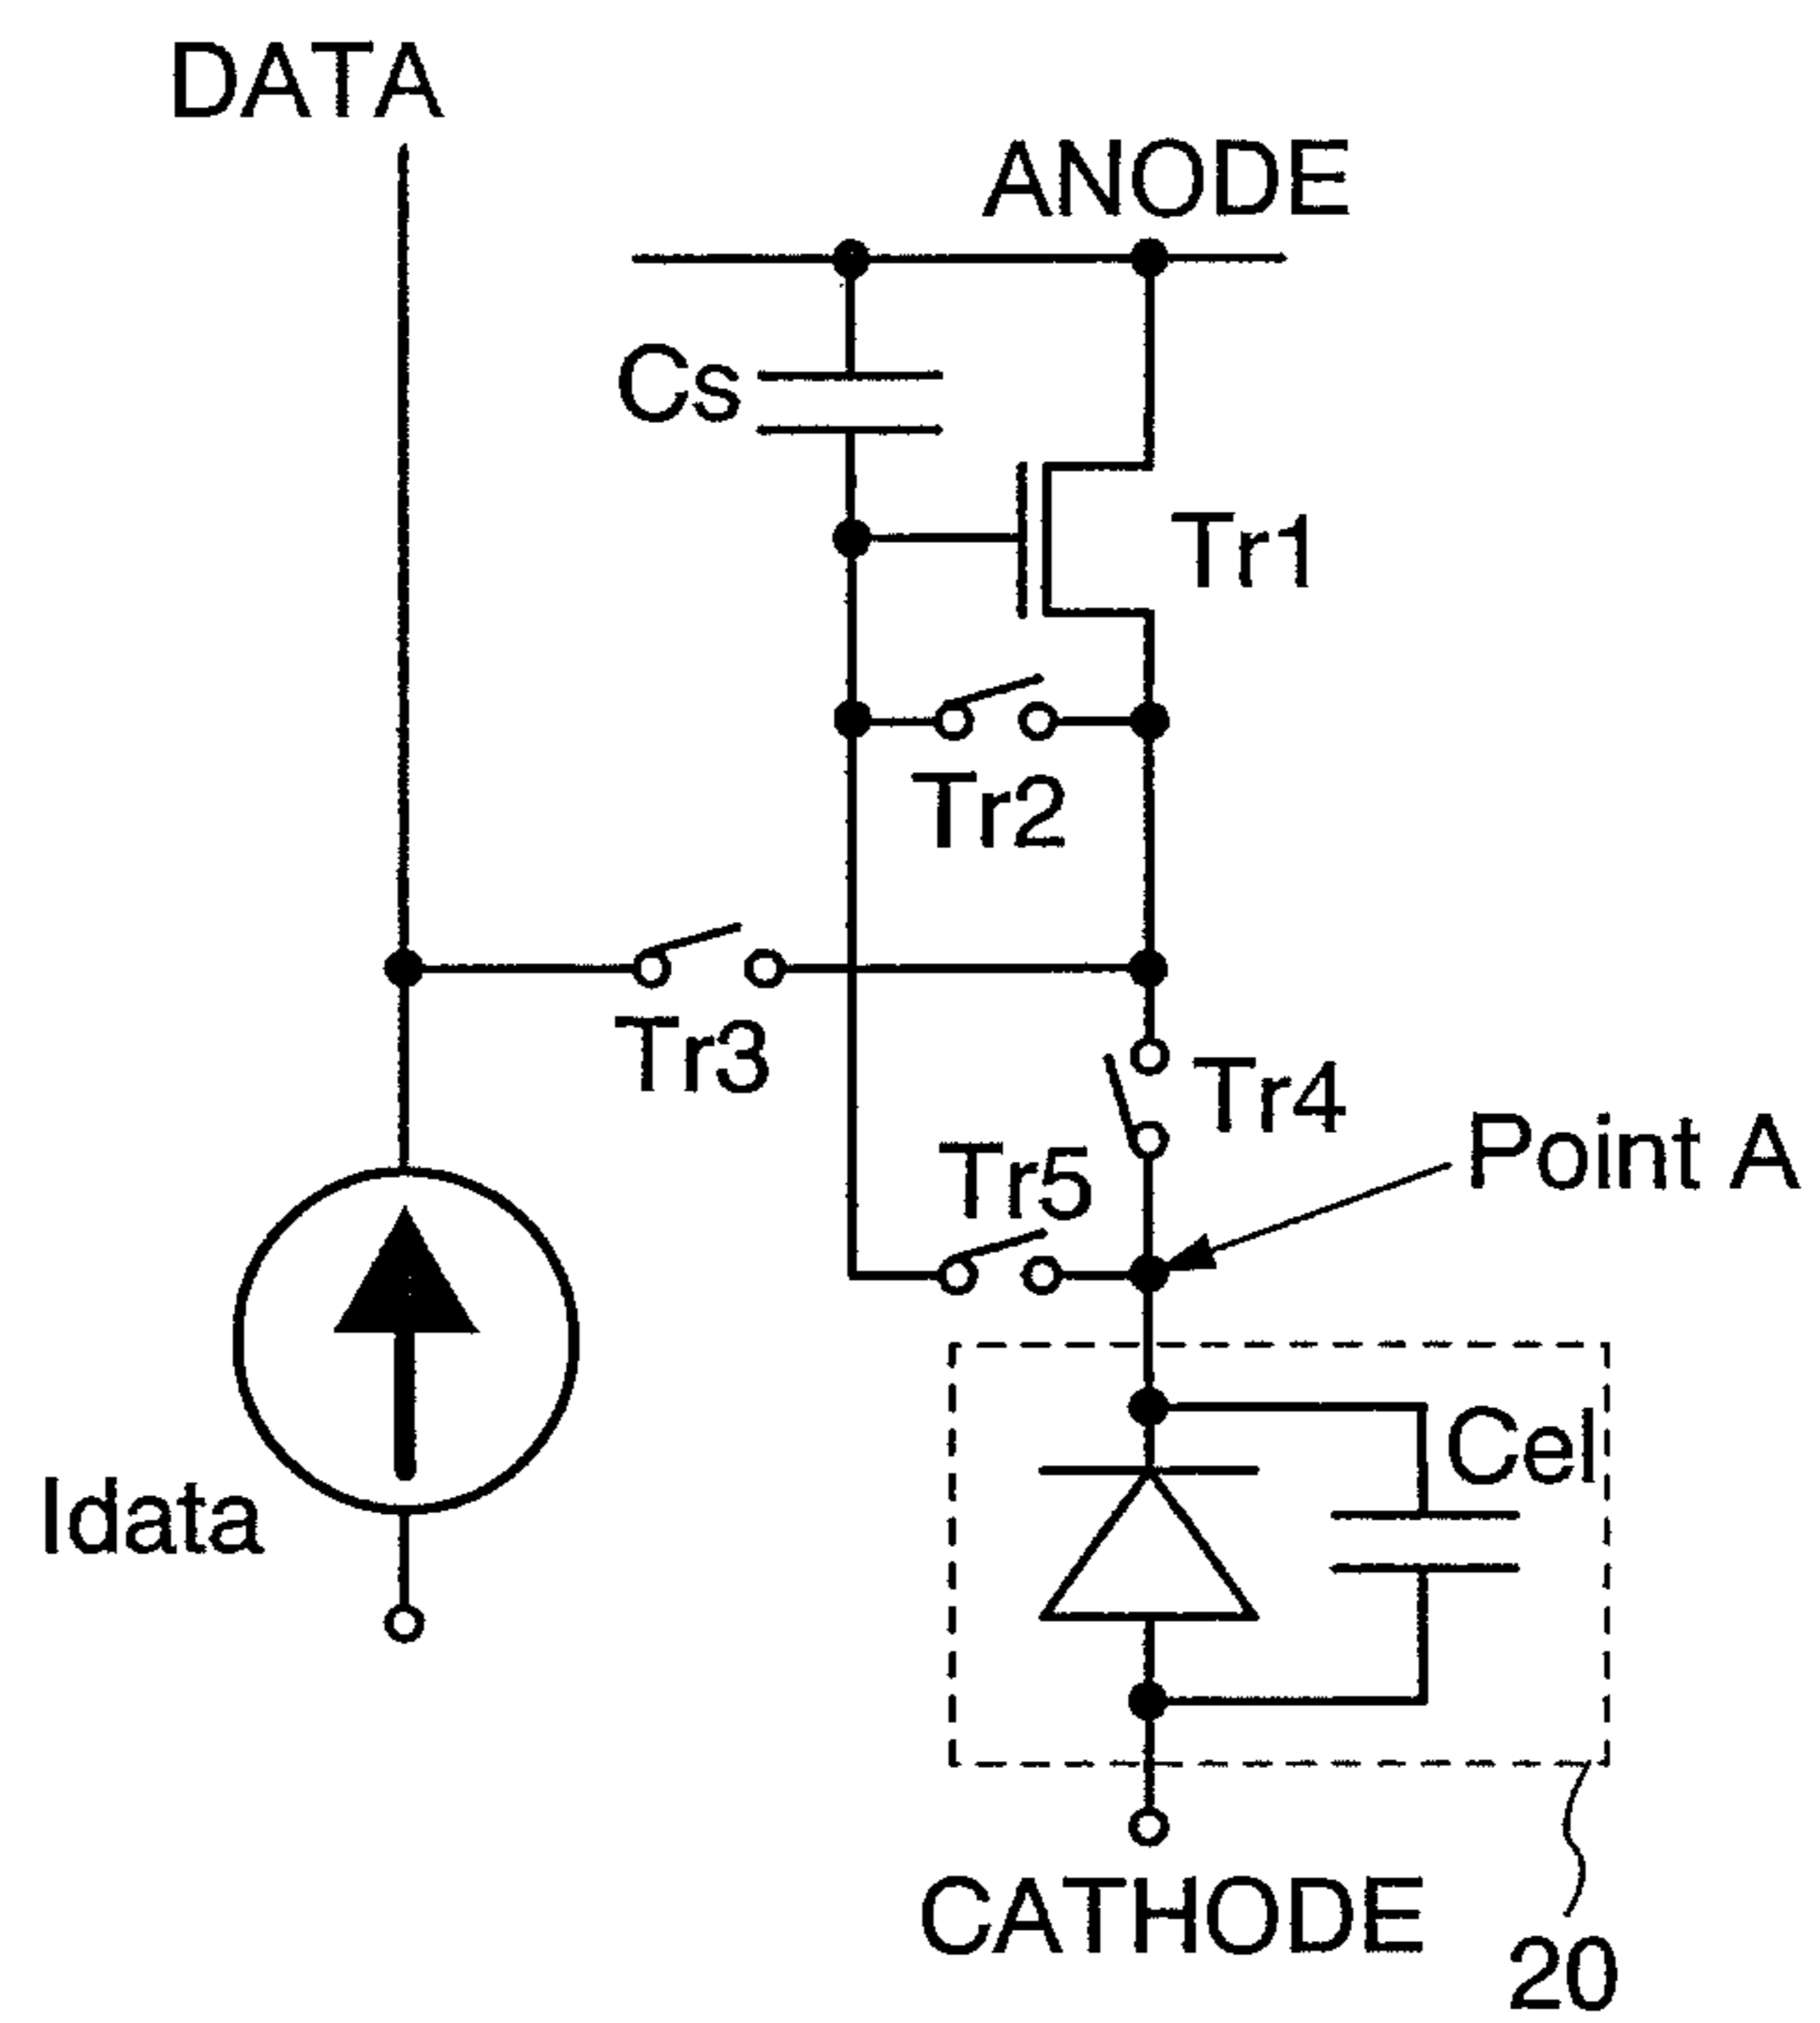 DATA
ANODE
Cs
Tr1
Tr2
Tr3
Tr4
Point A
Tr5
Cel
Idata
CATHODE
20